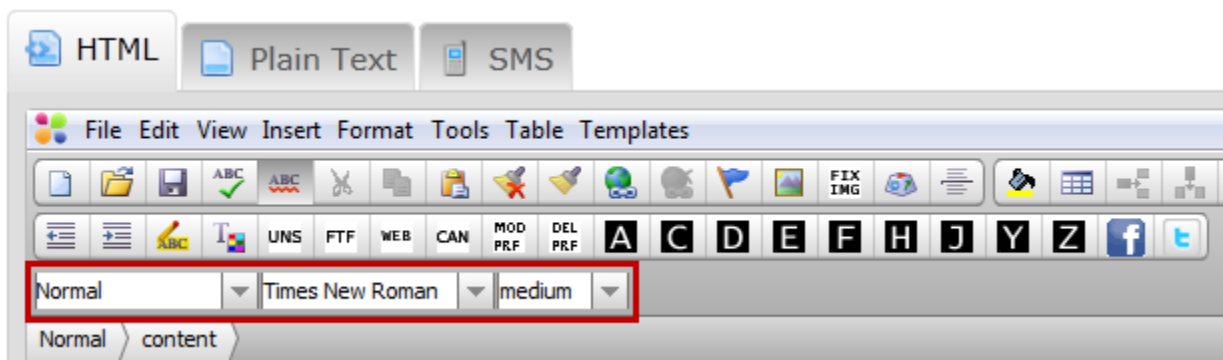 HTML Plain Text SMS
File Edit View Insert Format Tools Table Templates
ABC ABC FIX IMG
ABC T UNS FTF WEB CAN MOD PRF DEL PRF A C D E F H J Y Z f t
Normal Times New Roman medium
Normal content